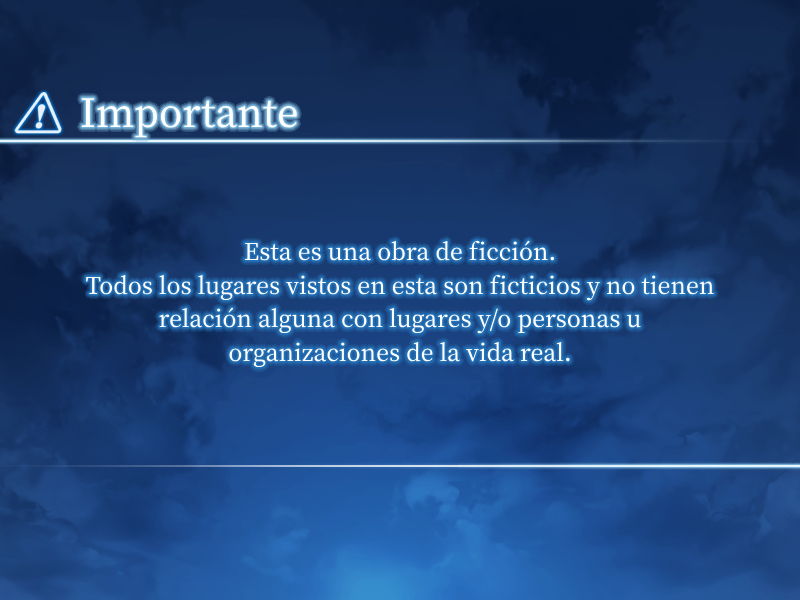 Importante
Esta es una obra de ficción.
Todos los lugares vistos en esta son ficticios y no tienen
relación alguna con lugares y/o personas u
organizaciones de la vida real.